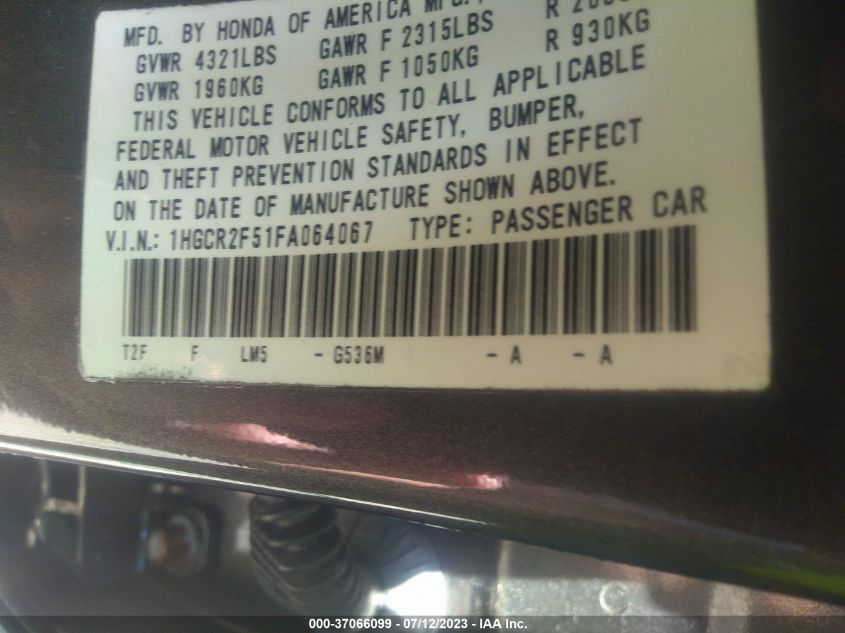 MFD. BY HONDA OF AMERICA MFG.
GVWR 4321LBS GAWR F 2315LBS R
GVWR 1960KG GAWR F 1050KG R 930KG
THIS VEHICLE CONFORMS TO ALL APPLICABLE
FEDERAL MOTOR VEHICLE SAFETY, BUMPER,
AND THEFT PREVENTION STANDARDS IN EFFECT
ON THE DATE OF MANUFACTURE SHOWN ABOVE.
V.I.N.: 1HGCR2F51FA064067 TYPE: PASSENGER CAR
T2F F LM5 - G536M - A - A
000-37066099 - 07/12/2023 - IAA Inc.